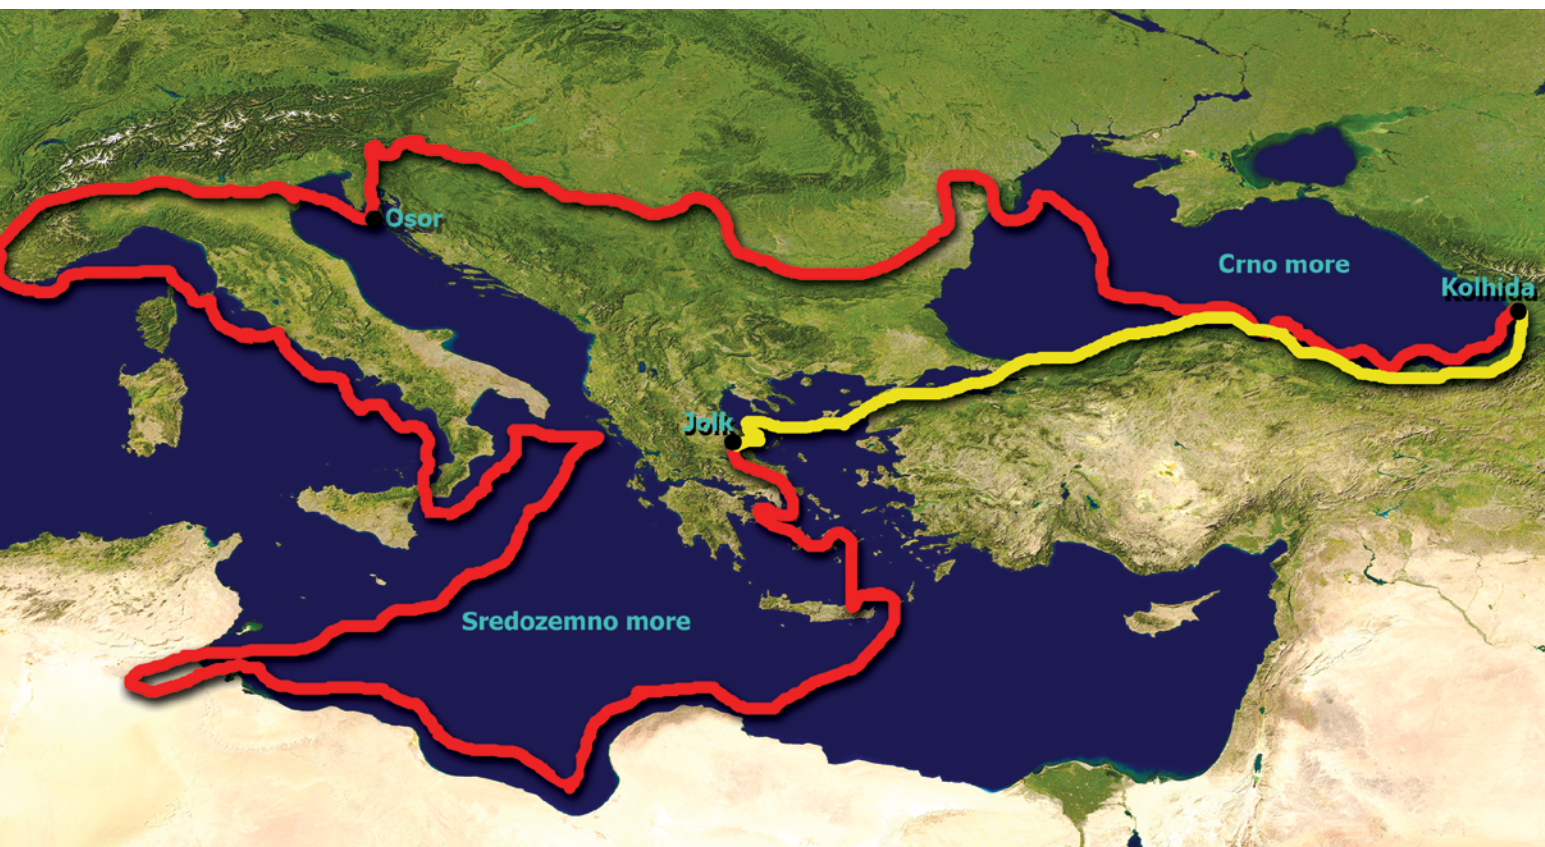 Osor
Crno more
Kolhida
Jolk
Sredozemno more